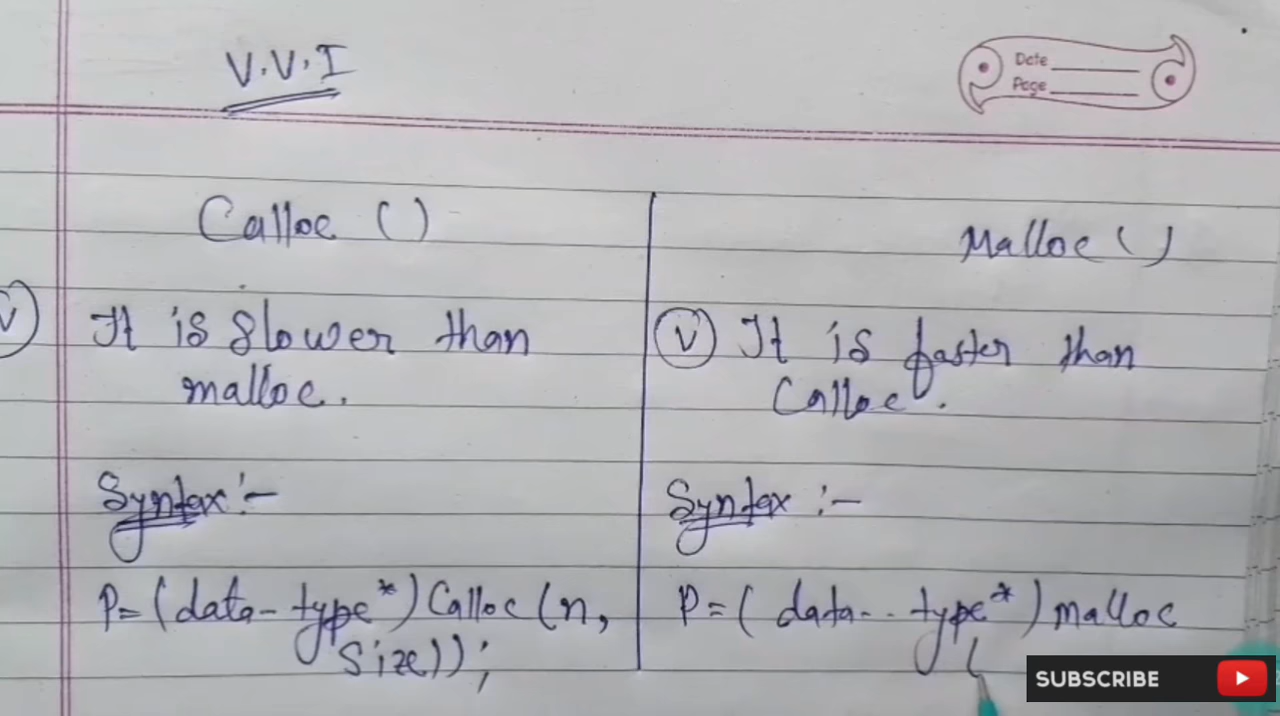 V.V.I
Date
Page
Calloc ()
V) It is slower than
malloc.
Syntax :-
P=(data-type*) Calloc (n,
size));
Malloc ()
(V) It is faster than
Calloc.
Syntax :-
P=( data-- type*) malloc
(
SUBSCRIBE